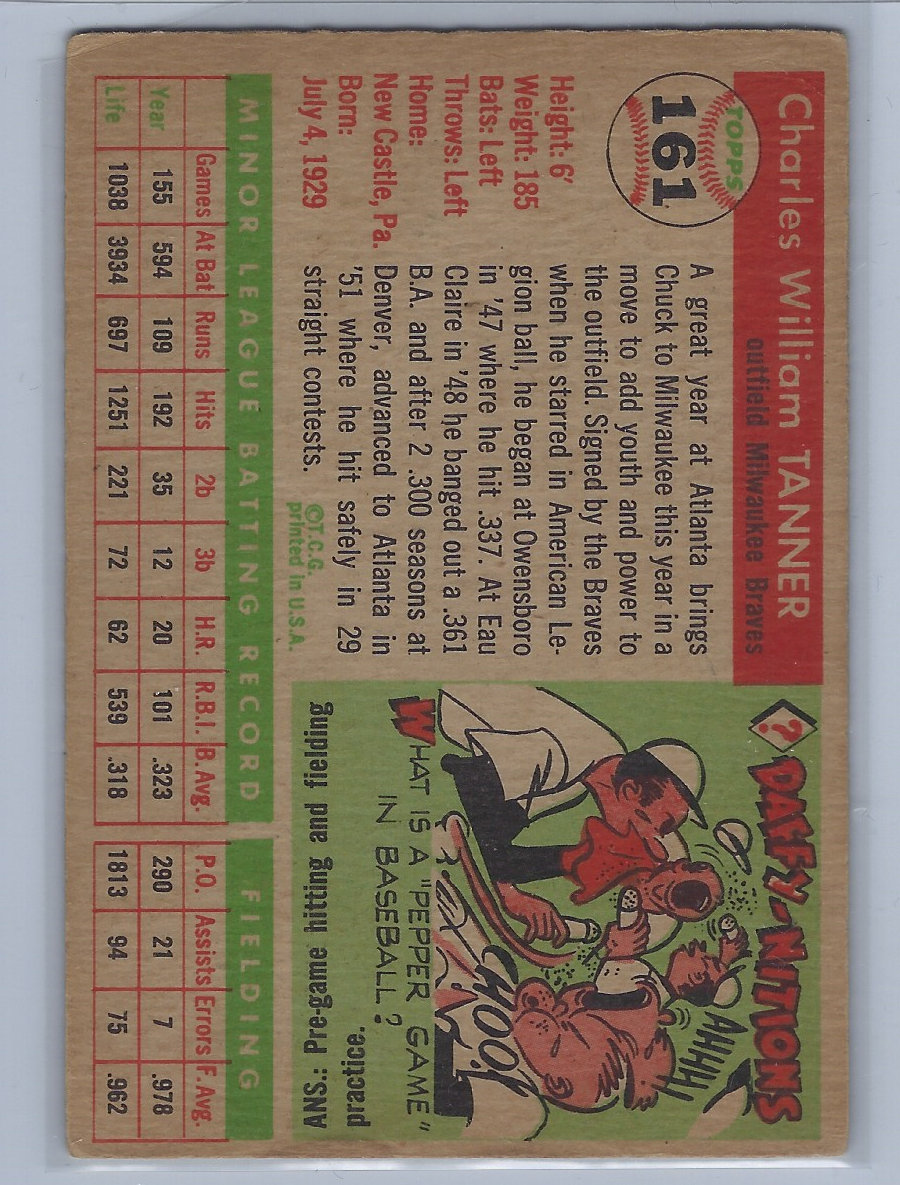 Charles William TANNER
outfield Milwaukee Braves
TOPPS
161
Height: 6'
Weight: 185
Bats: Left
Throws: Left
Home:
New Castle, Pa.
Born:
July 4, 1929
A great year at Atlanta brings
Chuck to Milwaukee this year in a
move to add youth and power to
the outfield. Signed by the Braves
when he starred in American Le-
gion ball, he began at Owensboro
in '47 where he hit .337. At Eau
Claire in '48 he banged out a .361
B.A. and after 2 .300 seasons at
Denver, advanced to Atlanta in
'51 where he hit safely in 29
straight contests.
©T.C.G.
printed in U.S.A.
? DAFFY-NITIONS
AHHH
CHOO!
WHAT IS A "PEPPER GAME"
IN BASEBALL?
ANS.: Pre-game hitting and fielding
practice.
MINOR LEAGUE BATTING RECORD FIELDING
Games At Bat Runs Hits 2b 3b H.R. R.B.I. B. Avg. P.O. Assists Errors F. Avg.
Year 155 594 109 192 35 12 20 101 .323 290 21 7 .978
Life 1038 3934 697 1251 221 72 62 539 .318 1813 94 75 .962